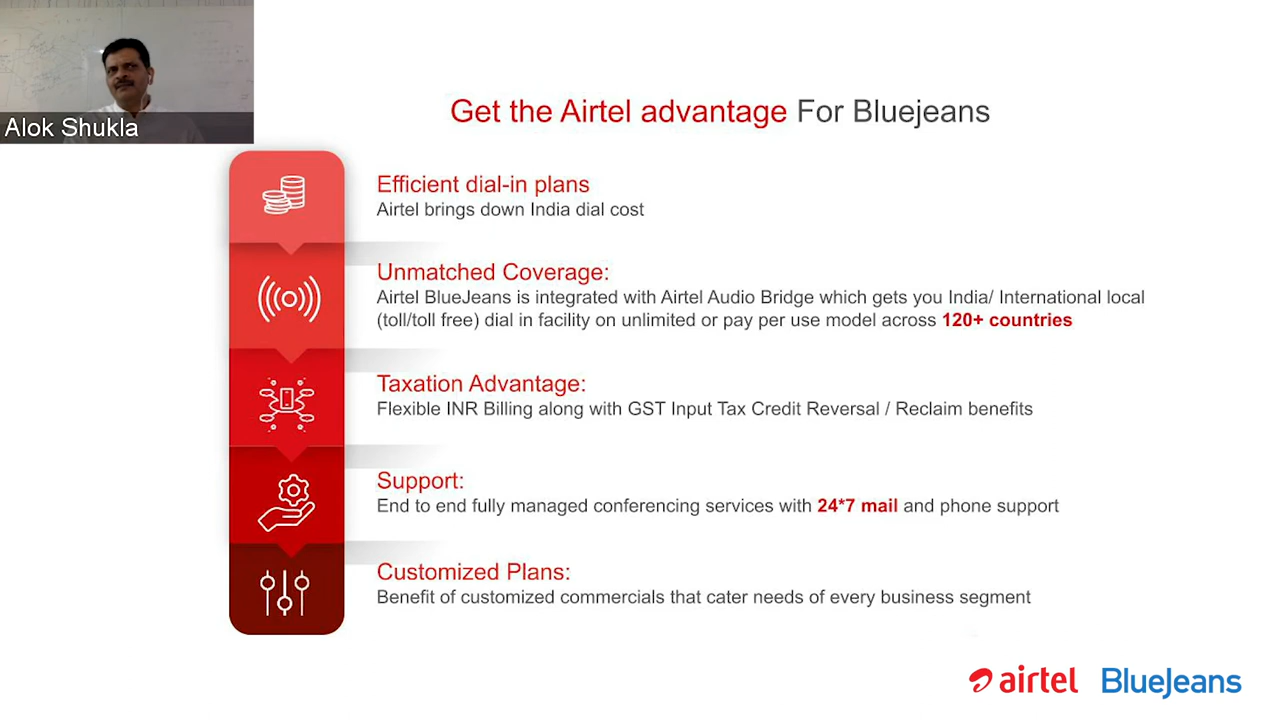 Alok Shukla
Get the Airtel advantage For Bluejeans
Efficient dial-in plans
Airtel brings down India dial cost
Unmatched Coverage:
Airtel BlueJeans is integrated with Airtel Audio Bridge which gets you India/ International local
(toll/toll free) dial in facility on unlimited or pay per use model across 120+ countries
Taxation Advantage:
Flexible INR Billing along with GST Input Tax Credit Reversal / Reclaim benefits
Support:
End to end fully managed conferencing services with 24*7 mail and phone support
Customized Plans:
Benefit of customized commercials that cater needs of every business segment
airtel BlueJeans